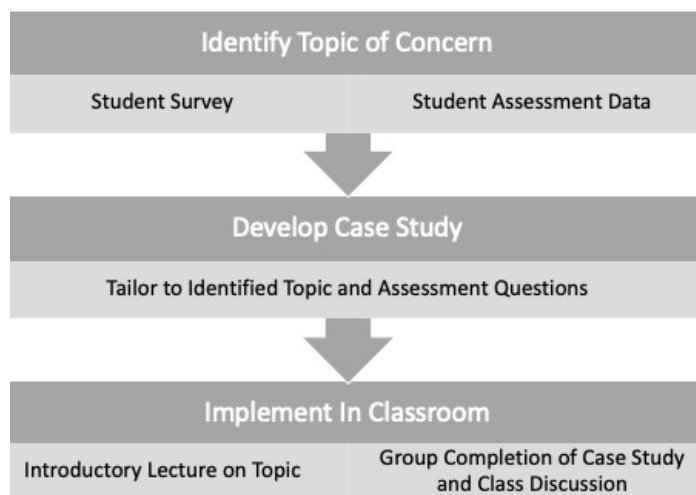 Identify Topic of Concern
Student Survey
Student Assessment Data
Develop Case Study
Tailor to Identified Topic and Assessment Questions
Implement In Classroom
Introductory Lecture on Topic
Group Completion of Case Study
and Class Discussion